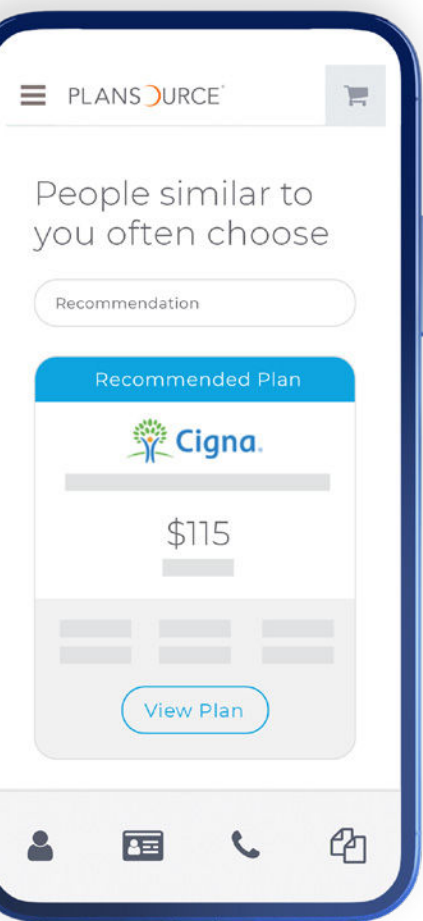 PLANSOURCE
People similar to
you often choose
Recommendation
Recommended Plan
Cigna.
$115
View Plan